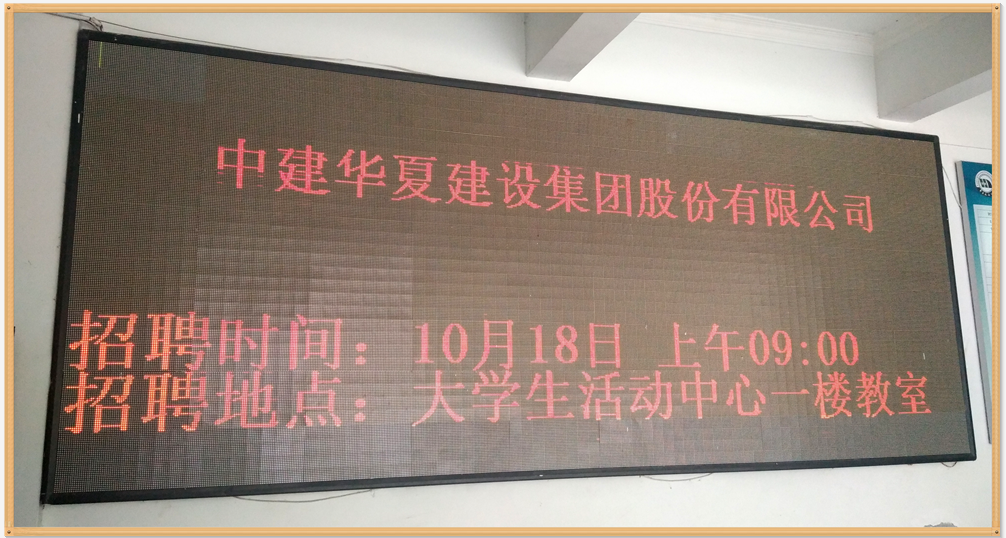 中建华夏建设集团股份有限公司
招聘时间：10月18日 上午09:00
招聘地点：大学生活动中心一楼教室